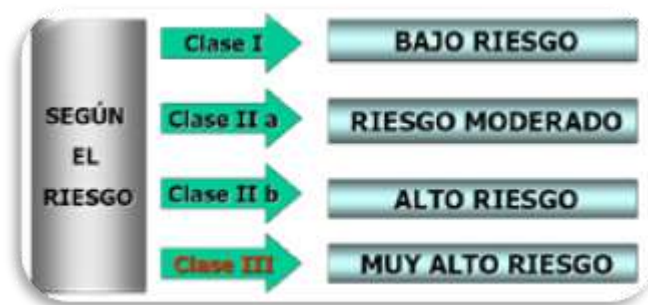 SEGÚN
EL
RIESGO
Clase I
BAJO RIESGO
Clase II a
RIESGO MODERADO
Clase II b
ALTO RIESGO
Clase III
MUY ALTO RIESGO